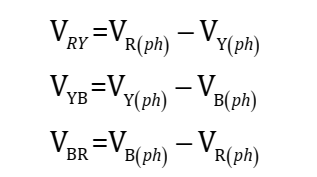 V_RY = V_R(ph) − V_Y(ph)
V_YB = V_Y(ph) − V_B(ph)
V_BR = V_B(ph) − V_R(ph)